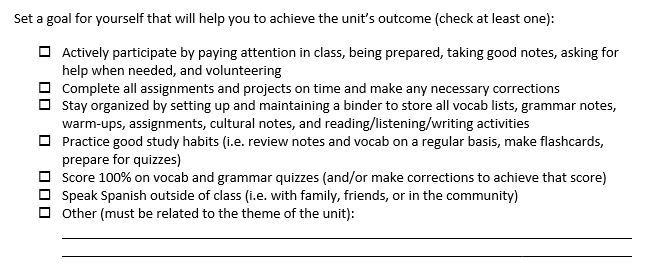 Set a goal for yourself that will help you to achieve the unit's outcome (check at least one):
Actively participate by paying attention in class, being prepared, taking good notes, asking for
help when needed, and volunteering
Complete all assignments and projects on time and make any necessary corrections
Stay organized by setting up and maintaining a binder to store all vocab lists, grammar notes,
warm-ups, assignments, cultural notes, and reading/listening/writing activities
Practice good study habits (i.e. review notes and vocab on a regular basis, make flashcards,
prepare for quizzes)
Score 100% on vocab and grammar quizzes (and/or make corrections to achieve that score)
Speak Spanish outside of class (i.e. with family, friends, or in the community)
Other (must be related to the theme of the unit):